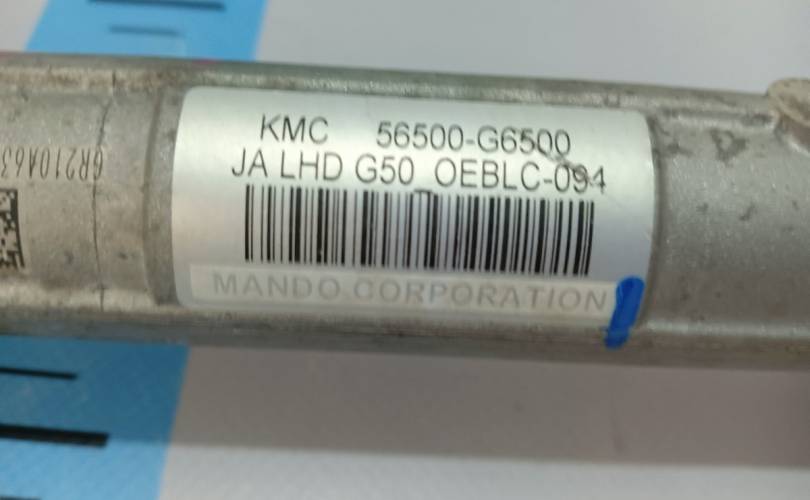 KMC 56500-G6500
JA LHD G50 OEBLC-094
MANDO CORPORATION